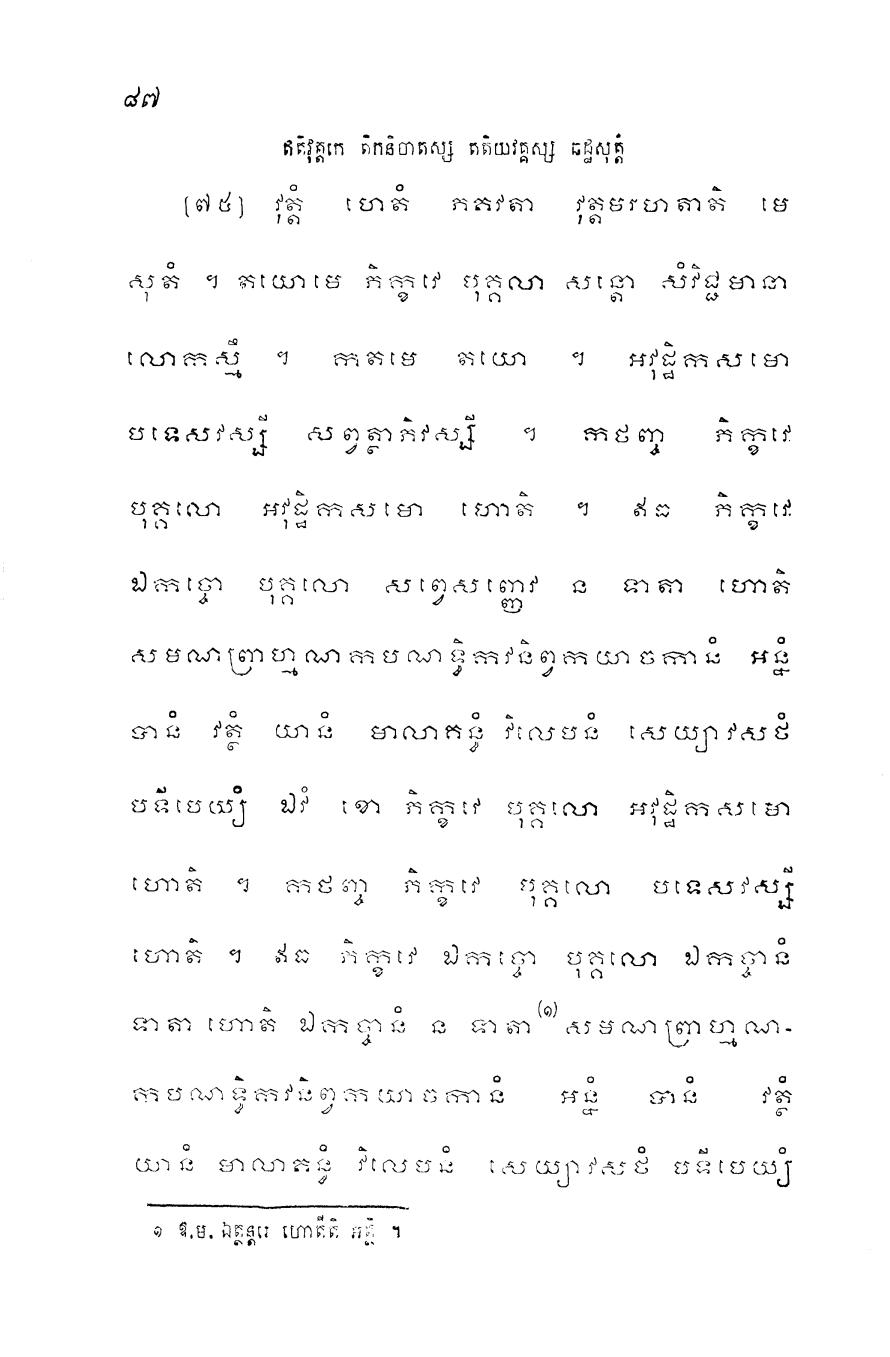 ៨៧
ឥតិវុត្តកេ តិកនិបាតស្ស តតិយវគ្គស្ស ឆដ្ឋសុត្តំ
(៧៥) វុត្តំ ហេតំ ភគវតា វុត្តមរហតាតិ មេ
សុតំ ។ តយោមេ ភិក្ខវេ បុគ្គលា សន្តោ សំវិជ្ជមានា
លោកស្មឹ ។ កតមេ តយោ ។ អវុដ្ឋិកសមោ
បទេសវស្សី សព្វត្ថាភិវស្សី ។ កថញ្ច ភិក្ខវេ
បុគ្គលោ អវុដ្ឋិកសមោ ហោតិ ។ ឥធ ភិក្ខវេ
ឯកច្ចោ បុគ្គលោ សព្វេសញ្ញេវ ន ទាតា ហោតិ
សមណព្រាហ្មណកបណទ្ធិកវនិព្វកយាចកានំ អន្នំ
បានំ វត្ថំ យានំ មាលាគន្ធំ វិលេបនំ សេយ្យាវសថំ
បទីបេយ្យំ ឯវំ ខោ ភិក្ខវេ បុគ្គលោ អវុដ្ឋិកសមោ
ហោតិ ។ កថញ្ច ភិក្ខវេ បុគ្គលោ បទេសវស្សី
ហោតិ ។ ឥធ ភិក្ខវេ ឯកច្ចោ បុគ្គលោ ឯកច្ចានំ
ទាតា ហោតិ ឯកច្ចានំ ន ទាតា(១) សមណព្រាហ្មណ-
កបណទ្ធិកវនិព្វកយាចកានំ អន្នំ បានំ វត្ថំ
យានំ មាលាគន្ធំ វិលេបនំ សេយ្យាវសថំ បទីបេយ្យំ
១ ឱ.ម. ឯត្ថន្តរេ ហោតីតិ អត្ថិ ។